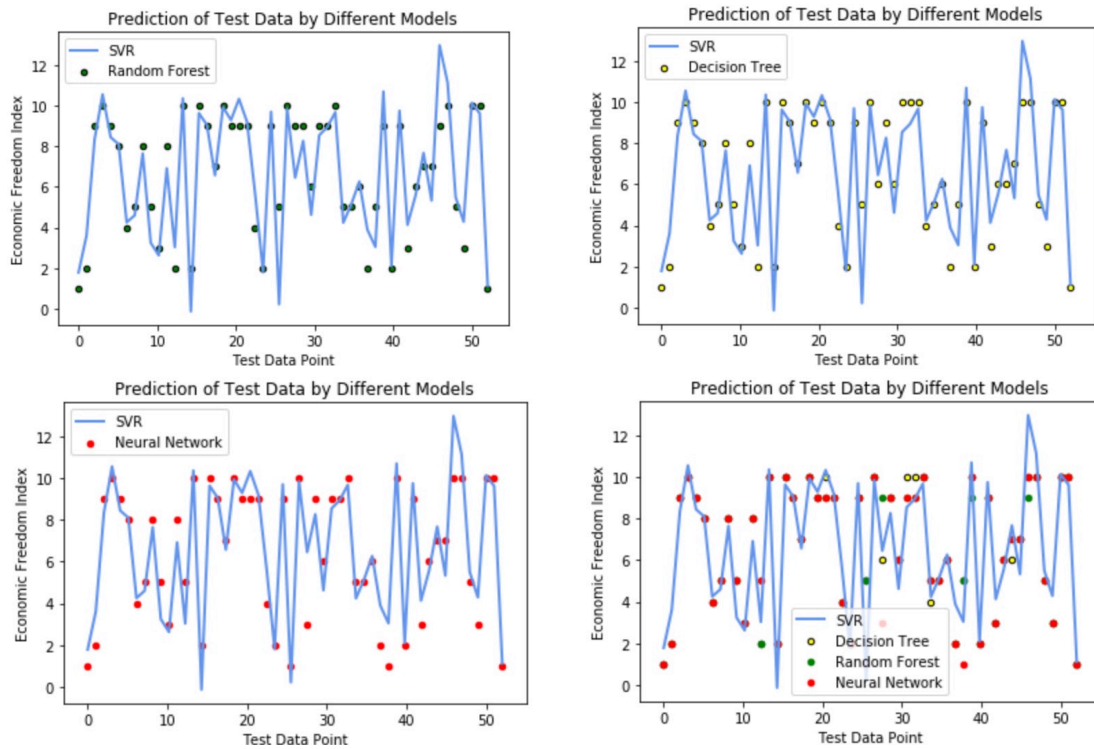 Prediction of Test Data by Different Models
SVR
Random Forest
Economic Freedom Index
12
10
8
6
4
2
0
0 10 20 30 40 50
Test Data Point
Prediction of Test Data by Different Models
SVR
Decision Tree
Economic Freedom Index
12
10
8
6
4
2
0
0 10 20 30 40 50
Test Data Point
Prediction of Test Data by Different Models
SVR
Neural Network
Economic Freedom Index
12
10
8
6
4
2
0
0 10 20 30 40 50
Test Data Point
Prediction of Test Data by Different Models
Economic Freedom Index
12
10
8
6
4
2
0
SVR
Decision Tree
Random Forest
Neural Network
0 10 20 30 40 50
Test Data Point